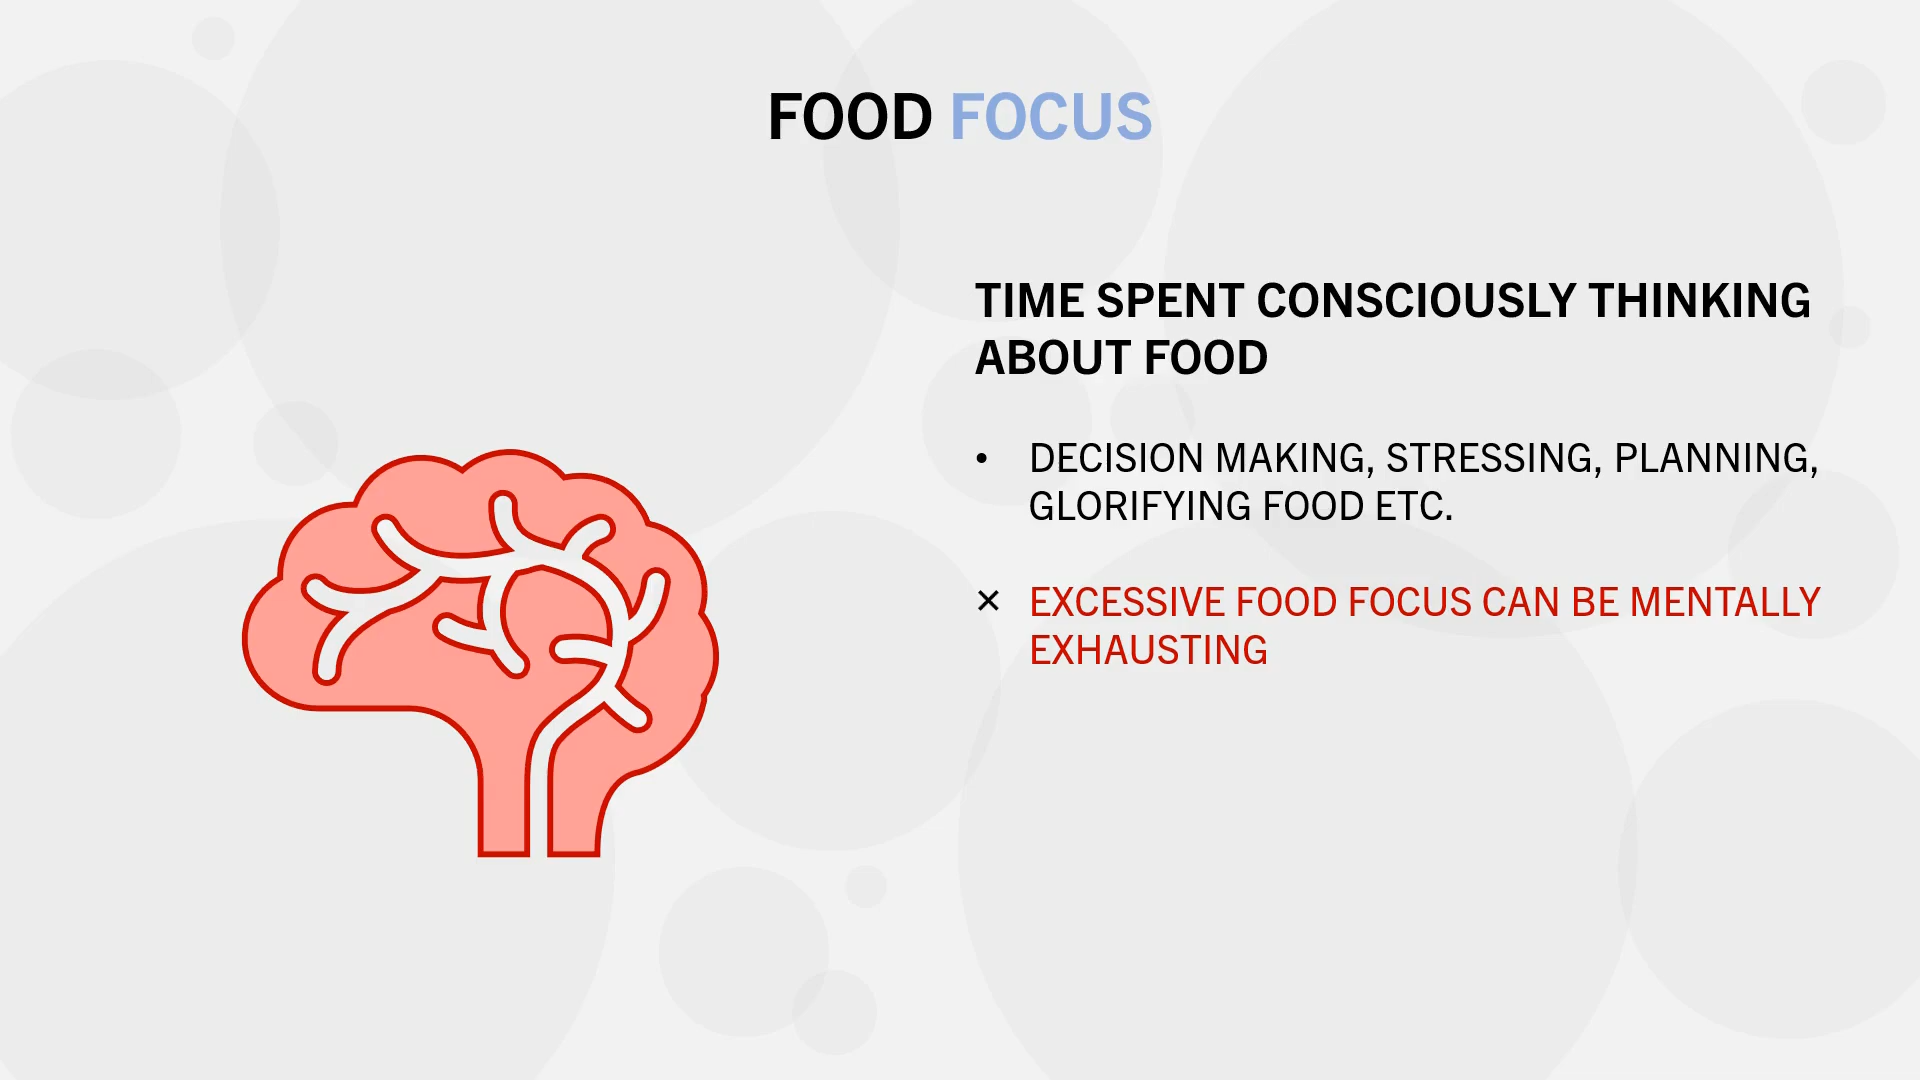 FOOD FOCUS
TIME SPENT CONSCIOUSLY THINKING
ABOUT FOOD
• DECISION MAKING, STRESSING, PLANNING,
GLORIFYING FOOD ETC.
✕ EXCESSIVE FOOD FOCUS CAN BE MENTALLY
EXHAUSTING